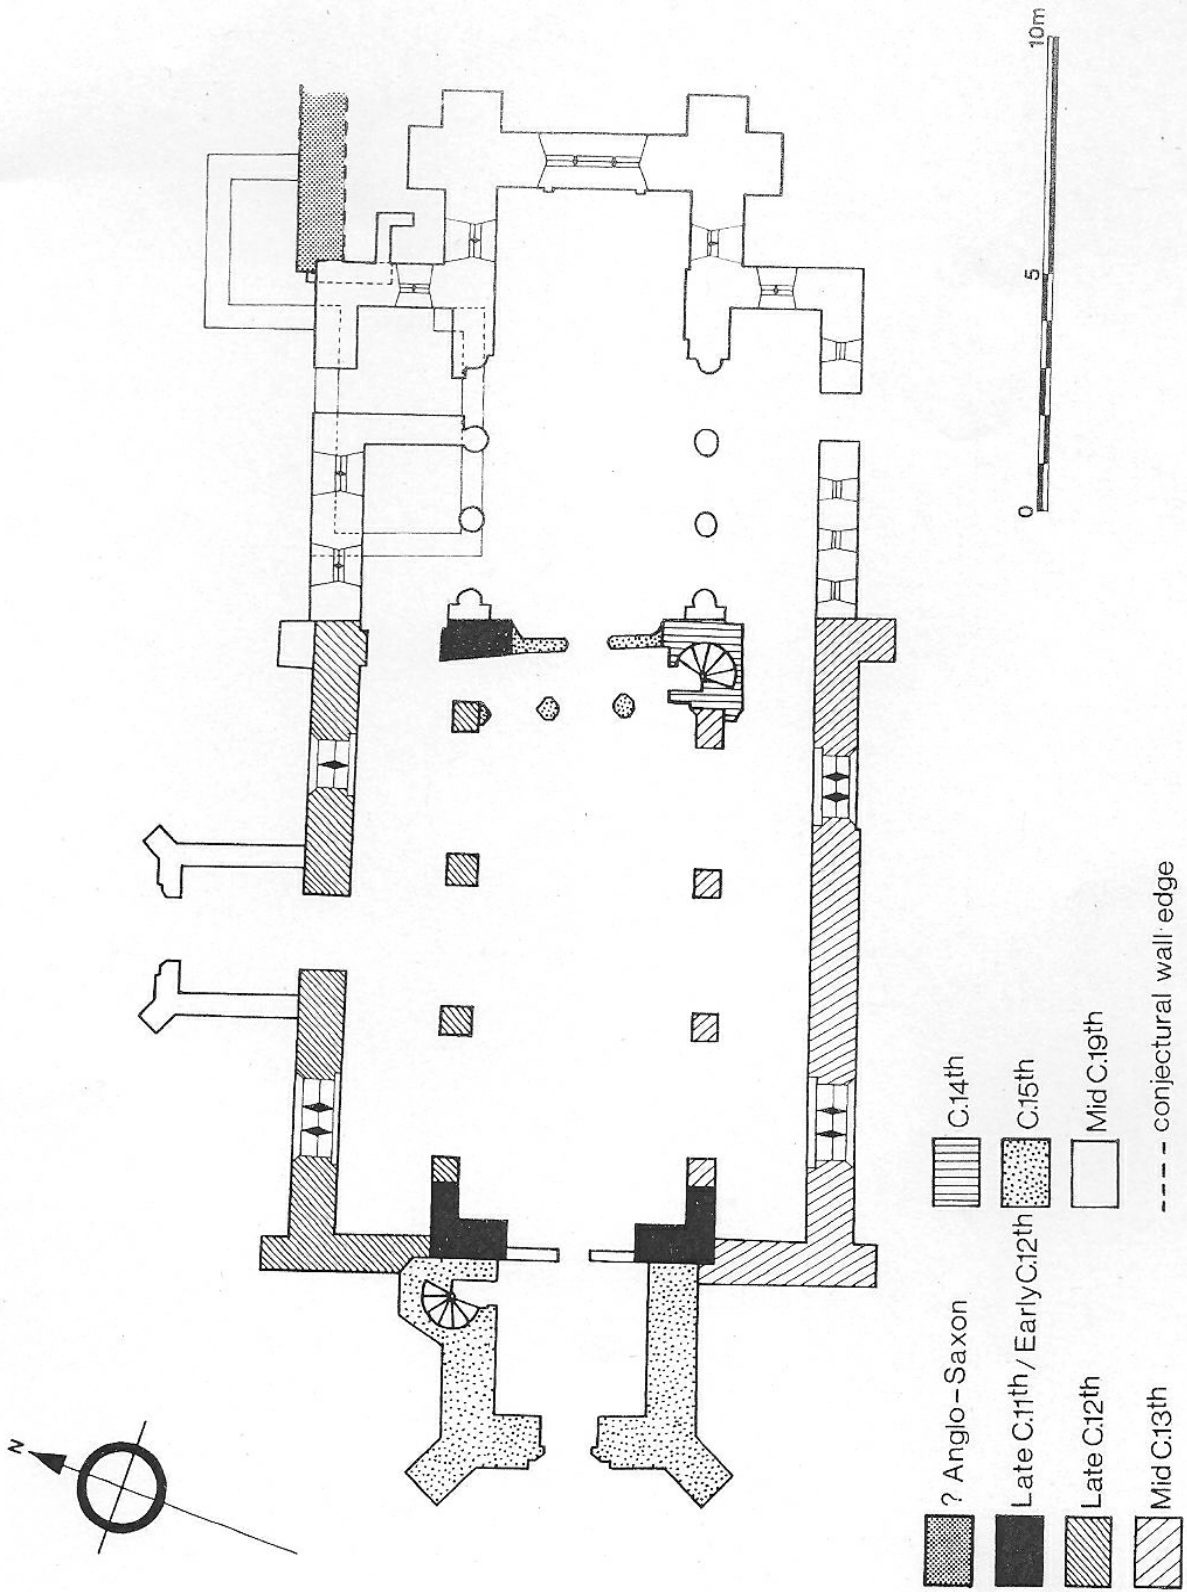 N
0 5 10m
? Anglo-Saxon
Late C.11th / Early C.12th
Late C.12th
Mid C.13th
C.14th
C.15th
Mid C.19th
---- conjectural wall edge